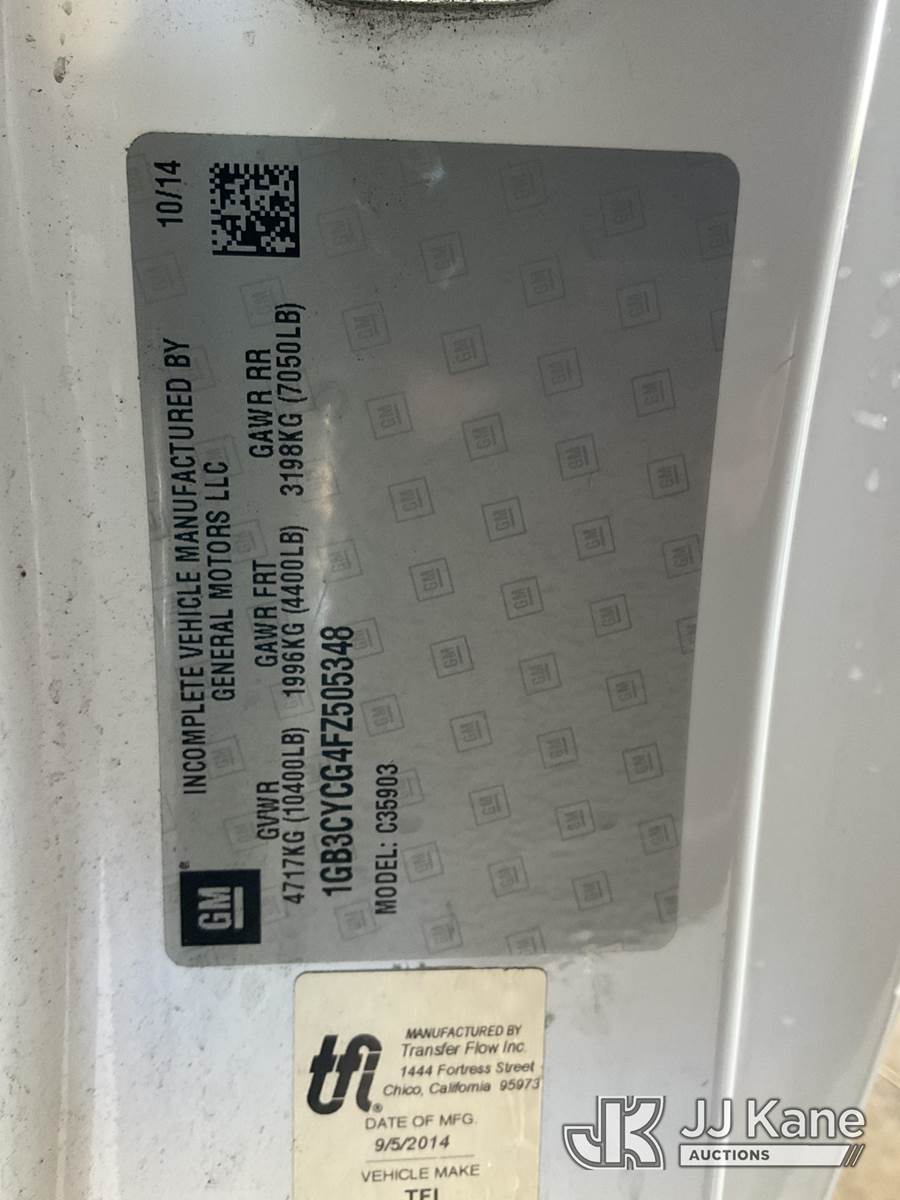 10/14
INCOMPLETE VEHICLE MANUFACTURED BY
GENERAL MOTORS LLC
GM®
GVWR GAWR FRT GAWR RR
4717KG (10400LB) 1996KG (4400LB) 3198KG (7050LB)
1GB3CYCG4FZ505348
MODEL: C35903
tfi®
MANUFACTURED BY
Transfer Flow Inc.
1444 Fortress Street
Chico, California 95973
DATE OF MFG.
9/5/2014
VEHICLE MAKE
TFI
JK JJ Kane
AUCTIONS